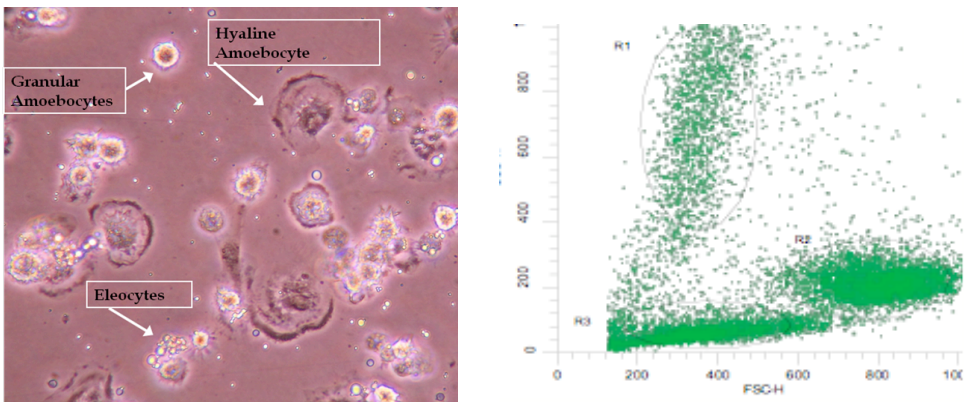 Hyaline
Amoebocyte
Granular
Amoebocytes
Eleocytes
R1
R2
R3
800
600
400
200
0
0
200
400
600
800
FSC-H